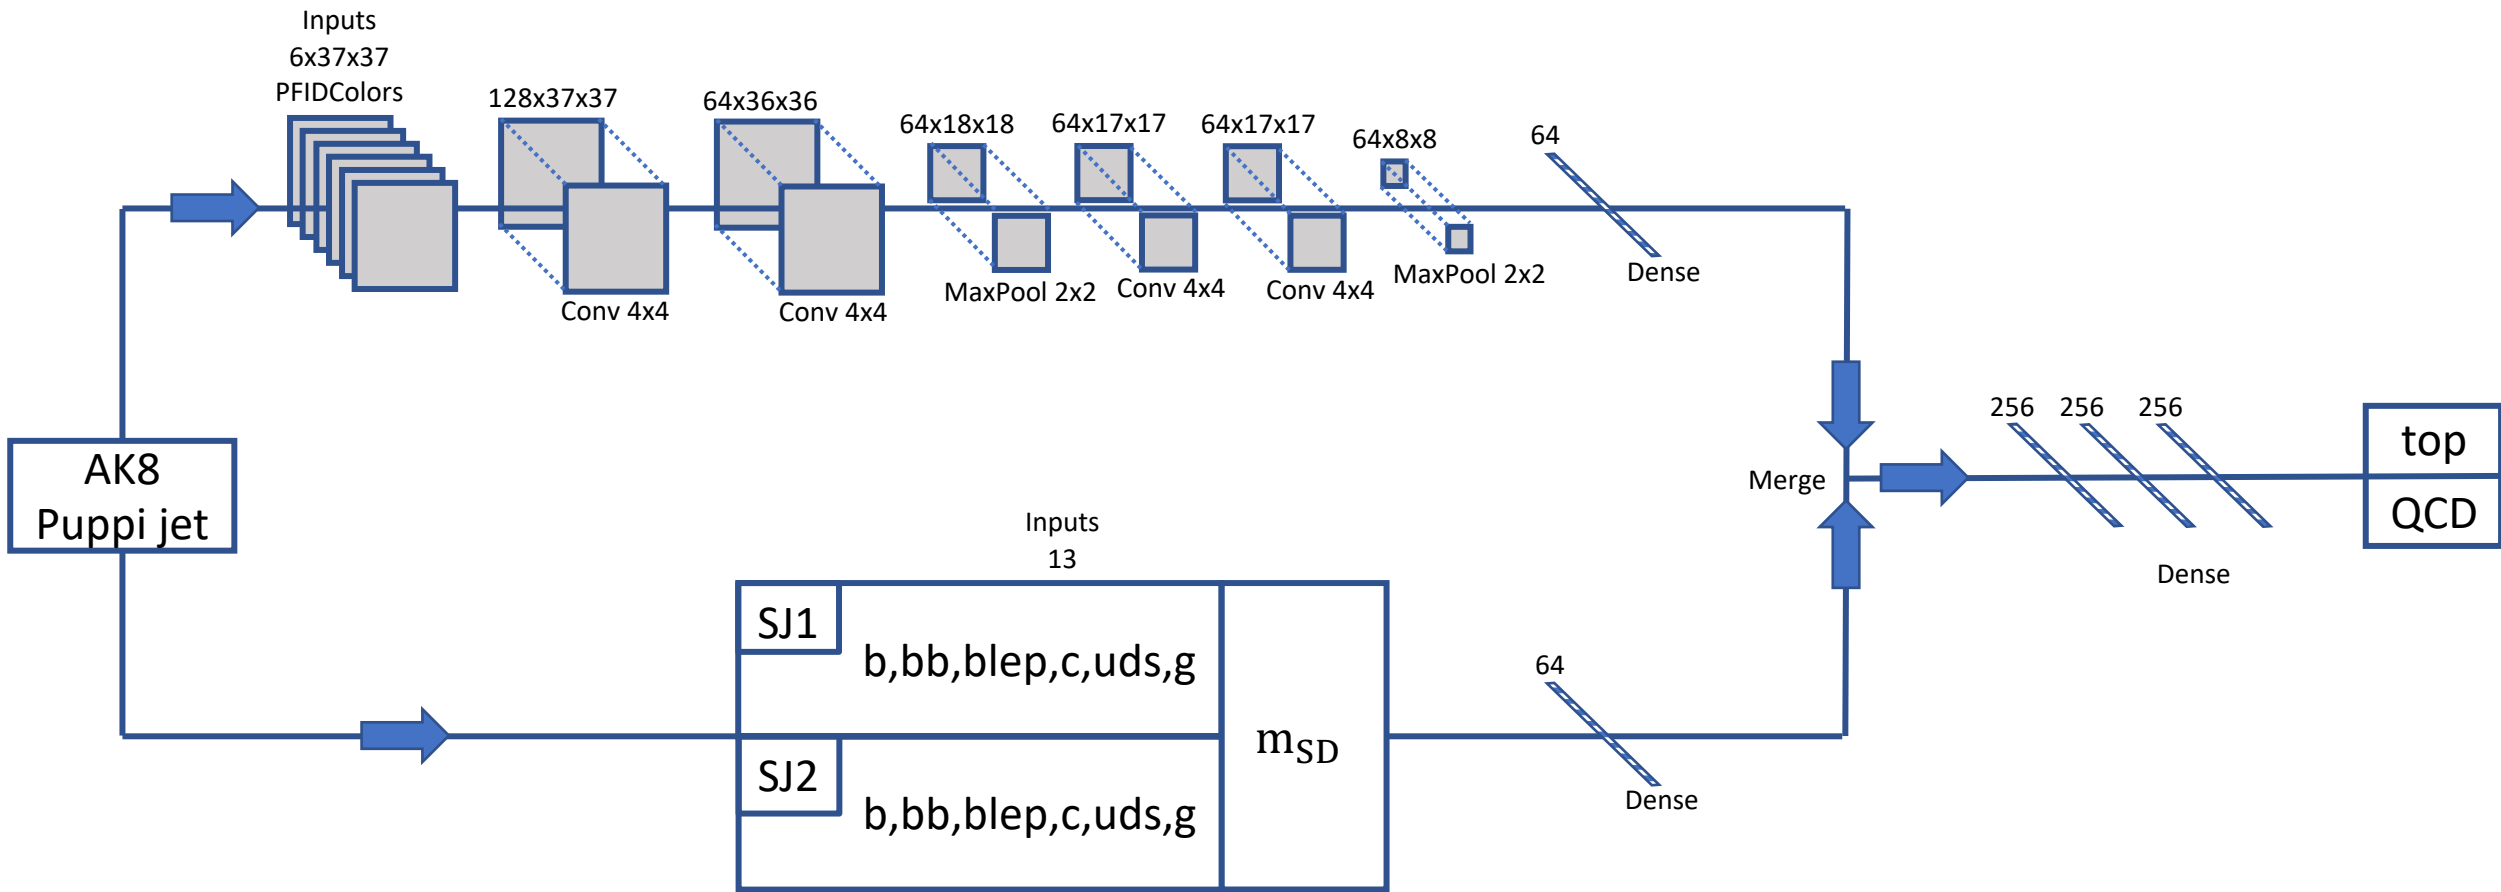 Inputs
6x37x37
PFIDColors
128x37x37
64x36x36
64x18x18
64x17x17
64x17x17
64x8x8
64
Conv 4x4
Conv 4x4
MaxPool 2x2
Conv 4x4
Conv 4x4
MaxPool 2x2
Dense
AK8
Puppi jet
Merge
256 256 256
Dense
top
QCD
Inputs
13
SJ1
b,bb,blep,c,uds,g
SJ2
b,bb,blep,c,uds,g
mSD
64
Dense